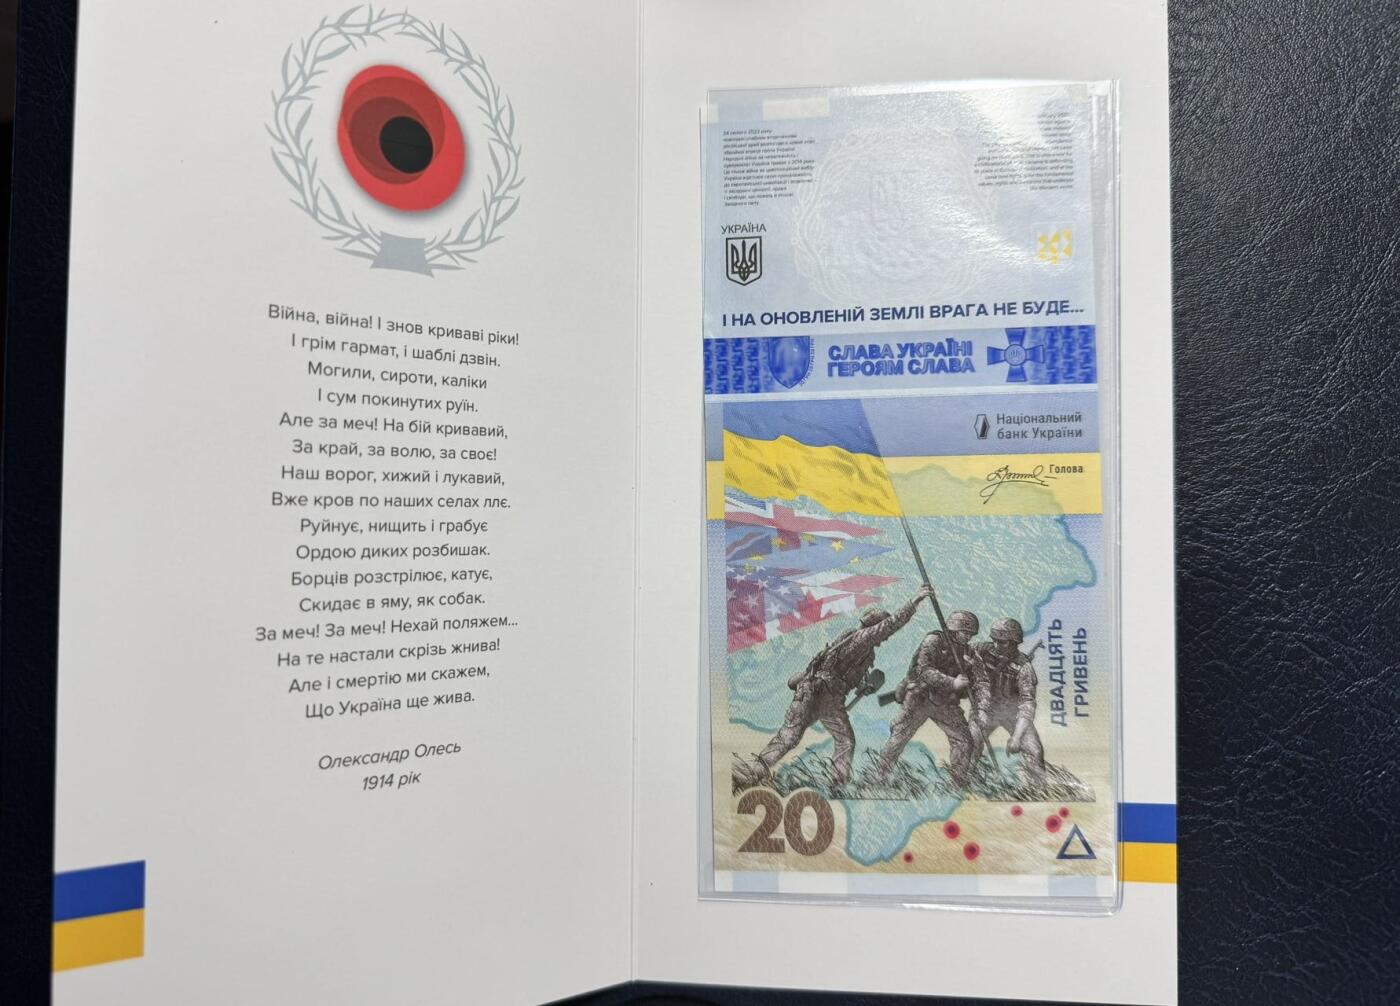 Війна, війна! І знов криваві ріки!
І грім гармат, і шаблі дзвін.
Могили, сироти, каліки
І сум покинутих руїн.
Але за меч! На бій кривавий,
За край, за волю, за своє!
Наш ворог, хижий і лукавий,
Вже кров по наших селах ллє.
Руйнує, нищить і грабує
Ордою диких розбишак.
Борців розстрілює, катує,
Скидає в яму, як собак.
За меч! За меч! Нехай поляжем...
На те настали скрізь жнива!
Але і смертію ми скажем,
Що Україна ще жива.
Олександр Олесь
1914 рік
УКРАЇНА
І НА ОНОВЛЕНІЙ ЗЕМЛІ ВРАГА НЕ БУДЕ...
СЛАВА УКРАЇНІ
ГЕРОЯМ СЛАВА
Національний
банк України
Голова
ДВАДЦЯТЬ
ГРИВЕНЬ
20